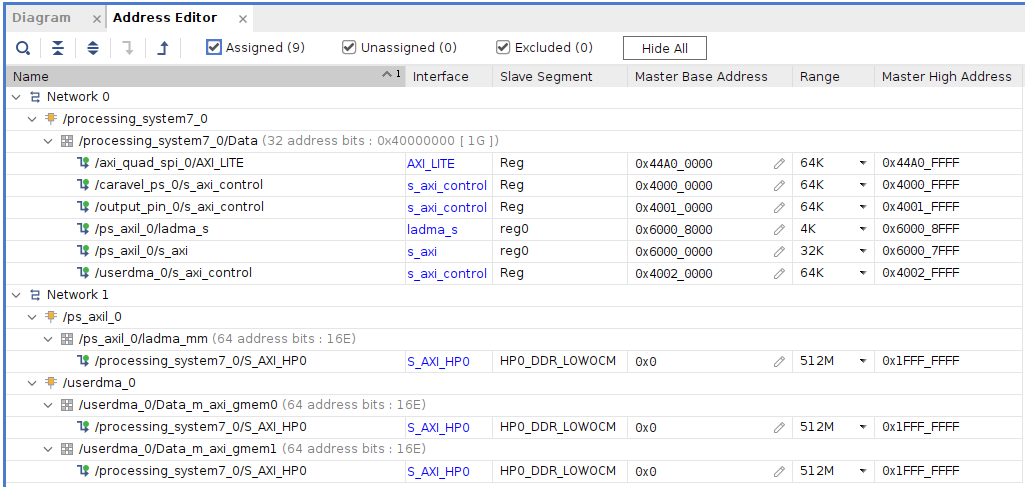 Diagram × Address Editor ×
Assigned (9) Unassigned (0) Excluded (0) Hide All
Name 1 Interface Slave Segment Master Base Address Range Master High Address
Network 0
/processing_system7_0
/processing_system7_0/Data (32 address bits : 0x40000000 [ 1G ])
/axi_quad_spi_0/AXI_LITE AXI_LITE Reg 0x44A0_0000 64K 0x44A0_FFFF
/caravel_ps_0/s_axi_control s_axi_control Reg 0x4000_0000 64K 0x4000_FFFF
/output_pin_0/s_axi_control s_axi_control Reg 0x4001_0000 64K 0x4001_FFFF
/ps_axil_0/ladma_s ladma_s reg0 0x6000_8000 4K 0x6000_8FFF
/ps_axil_0/s_axi s_axi reg0 0x6000_0000 32K 0x6000_7FFF
/userdma_0/s_axi_control s_axi_control Reg 0x4002_0000 64K 0x4002_FFFF
Network 1
/ps_axil_0
/ps_axil_0/ladma_mm (64 address bits : 16E)
/processing_system7_0/S_AXI_HP0 S_AXI_HP0 HP0_DDR_LOWOCM 0x0 512M 0x1FFF_FFFF
/userdma_0
/userdma_0/Data_m_axi_gmem0 (64 address bits : 16E)
/processing_system7_0/S_AXI_HP0 S_AXI_HP0 HP0_DDR_LOWOCM 0x0 512M 0x1FFF_FFFF
/userdma_0/Data_m_axi_gmem1 (64 address bits : 16E)
/processing_system7_0/S_AXI_HP0 S_AXI_HP0 HP0_DDR_LOWOCM 0x0 512M 0x1FFF_FFFF